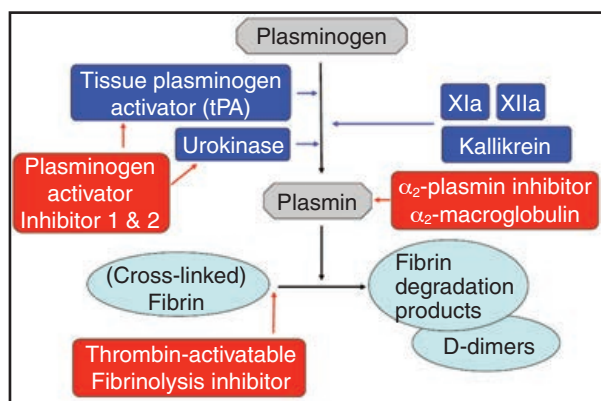 Plasminogen
Tissue plasminogen
activator (tPA)
XIa XIIa
Urokinase
Kallikrein
Plasminogen
activator
Inhibitor 1 & 2
Plasmin
α₂-plasmin inhibitor
α₂-macroglobulin
(Cross-linked)
Fibrin
Fibrin
degradation
products
D-dimers
Thrombin-activatable
Fibrinolysis inhibitor